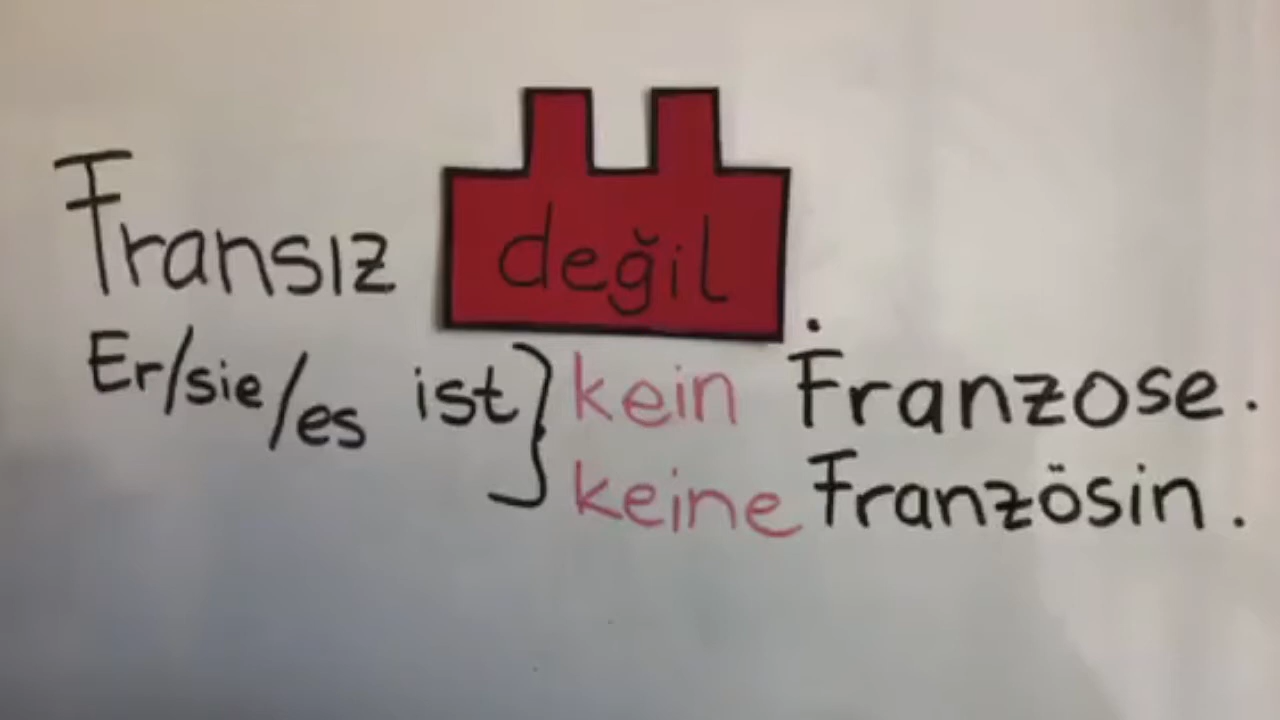 Fransız değil.
Er/sie/es ist } kein Franzose.
keine Französin.